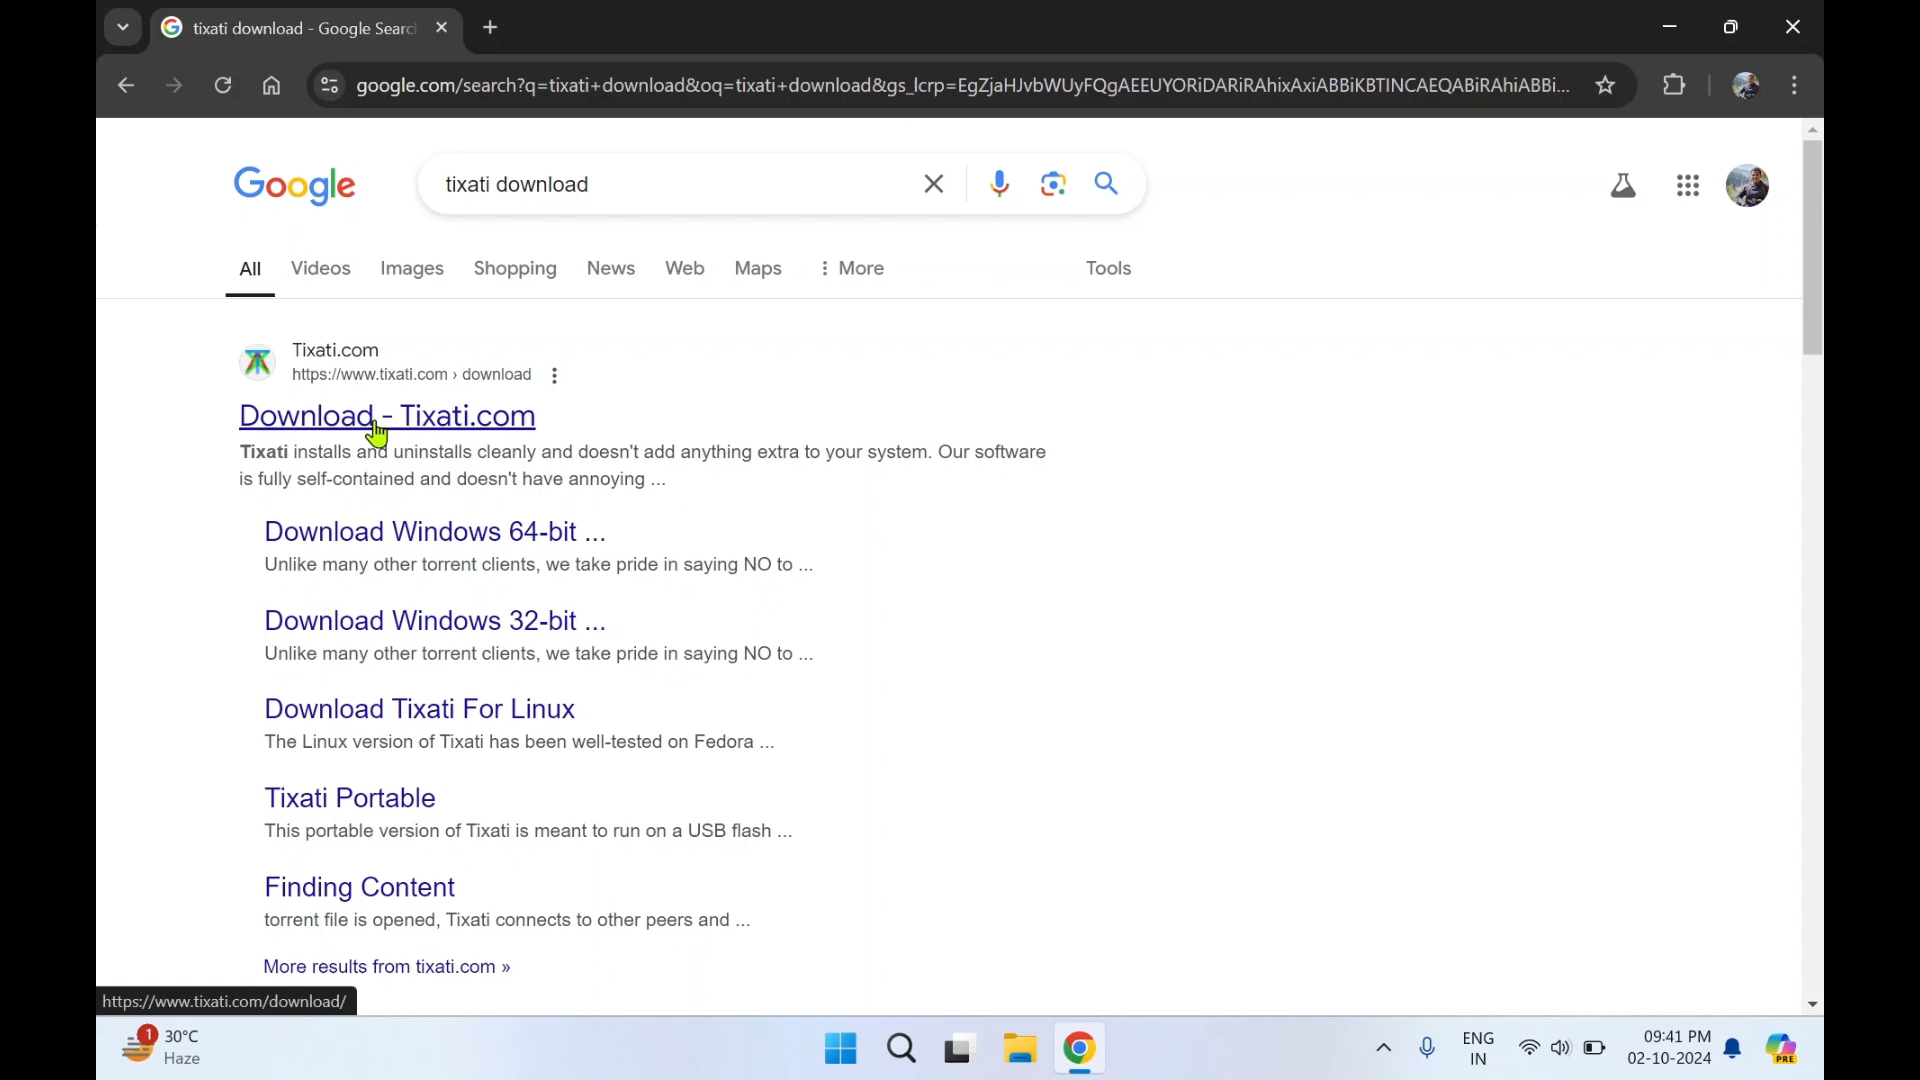 tixati download - Google Searc
google.com/search?q=tixati+download&oq=tixati+download&gs_lcrp=EgZjaHJvbWUyFQgAEEUYORiDARiRAhixAxiABBiKBTINCAEQABiRAhiABBi...
Google
tixati download
All Videos Images Shopping News Web Maps More Tools
Tixati.com
https://www.tixati.com › download
Download - Tixati.com
Tixati installs and uninstalls cleanly and doesn't add anything extra to your system. Our software
is fully self-contained and doesn't have annoying ...
Download Windows 64-bit ...
Unlike many other torrent clients, we take pride in saying NO to ...
Download Windows 32-bit ...
Unlike many other torrent clients, we take pride in saying NO to ...
Download Tixati For Linux
The Linux version of Tixati has been well-tested on Fedora ...
Tixati Portable
This portable version of Tixati is meant to run on a USB flash ...
Finding Content
torrent file is opened, Tixati connects to other peers and ...
More results from tixati.com »
https://www.tixati.com/download/
1
30°C
Haze
ENG
IN
09:41 PM
02-10-2024
PRE